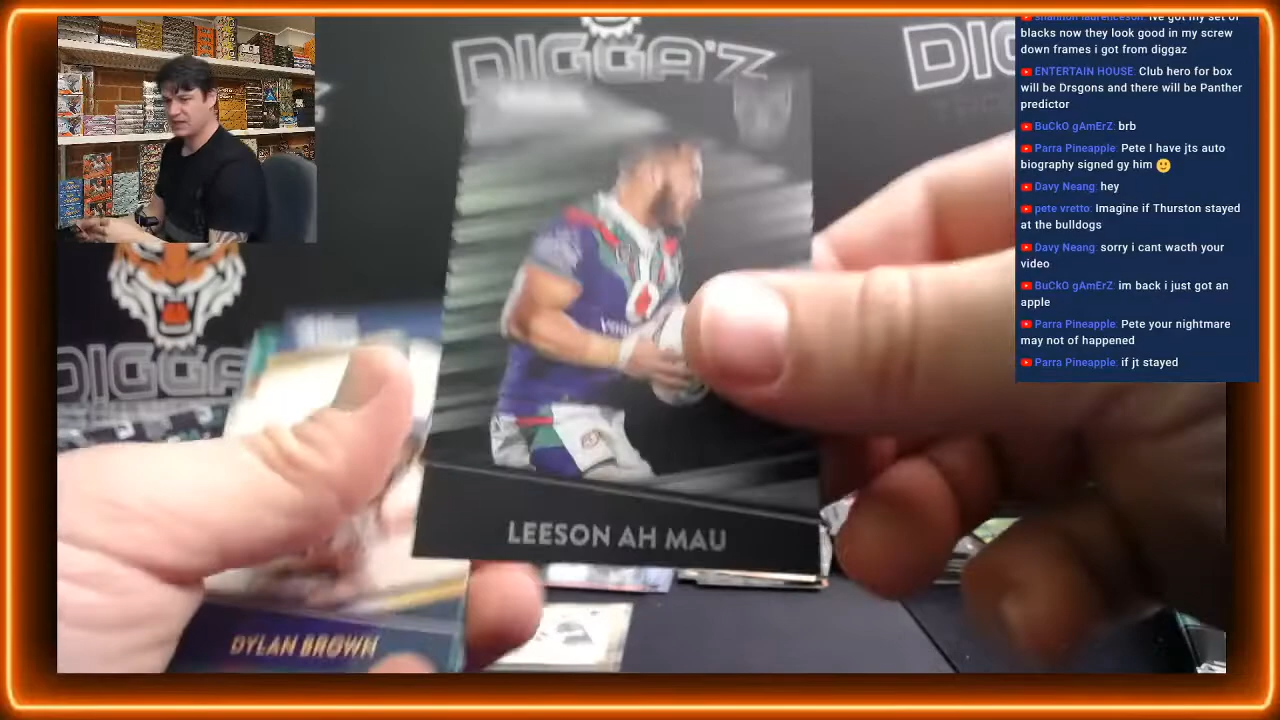 DIGGA'Z
DIG
shannon laurenceson: ive got my set of
blacks now they look good in my screw
down frames i got from diggaz
ENTERTAIN HOUSE: Club hero for box
will be Drsgons and there will be Panther
predictor
BuCkO gAmErZ: brb
Parra Pineapple: Pete I have jts auto
biography signed gy him 🙂
Davy Neang: hey
pete vretto: Imagine if Thurston stayed
at the bulldogs
Davy Neang: sorry i cant wacth your
video
BuCkO gAmErZ: im back i just got an
apple
Parra Pineapple: Pete your nightmare
may not of happened
Parra Pineapple: if jt stayed
DIGGA
LEESON AH MAU
DYLAN BROWN